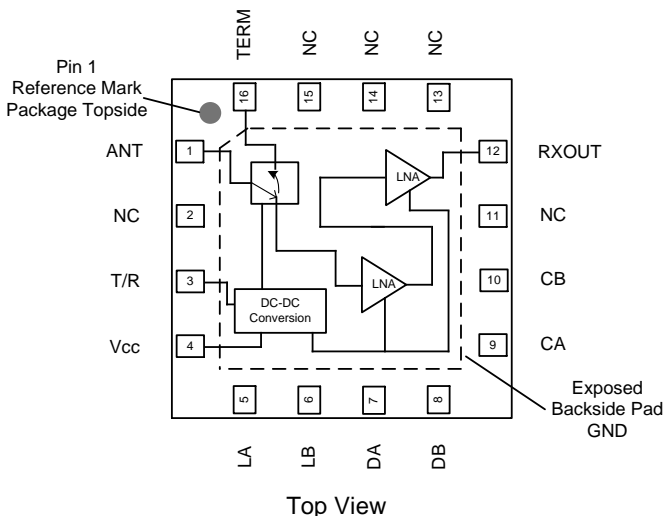 TERM
NC
NC
NC
Pin 1
Reference Mark
Package Topside
16
15
14
13
ANT
1
LNA
12
RXOUT
NC
2
11
NC
T/R
3
LNA
10
CB
DC-DC
Conversion
Vcc
4
9
CA
5
6
7
8
Exposed
Backside Pad
GND
LA
LB
DA
DB
Top View